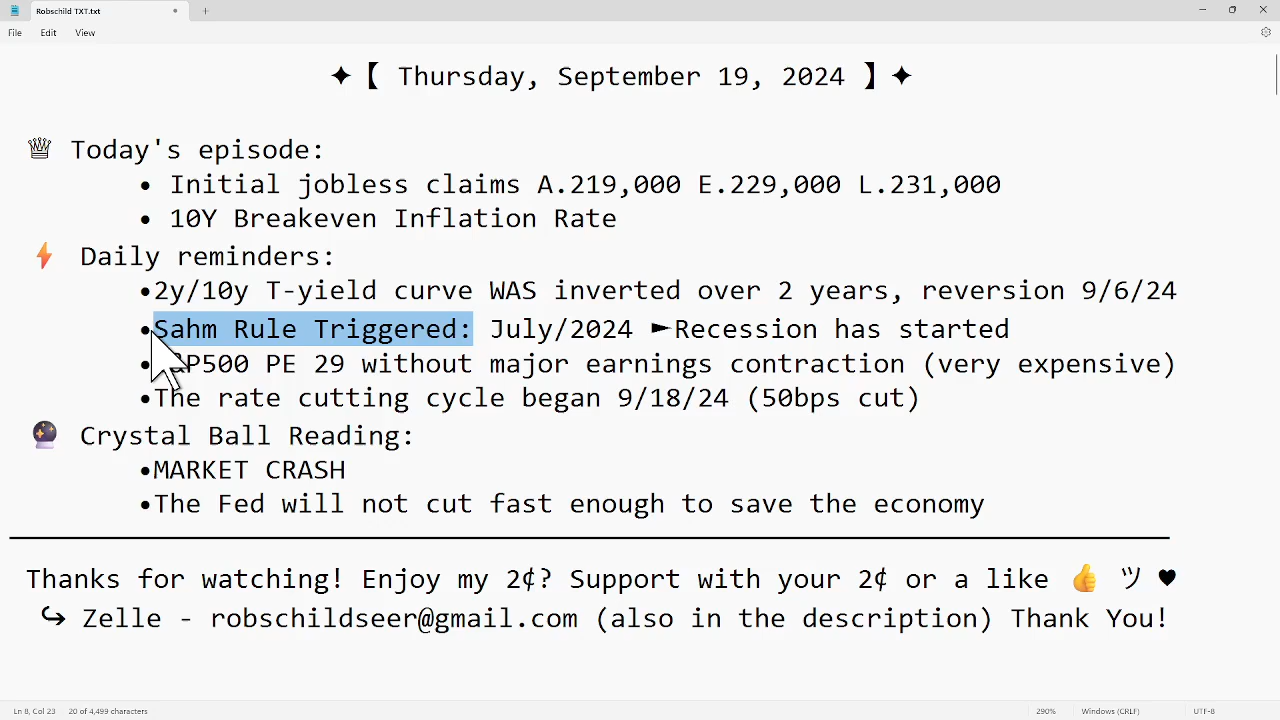 Robschild TXT.txt
File Edit View
✦【 Thursday, September 19, 2024 】✦
♕ Today's episode:
• Initial jobless claims A.219,000 E.229,000 L.231,000
• 10Y Breakeven Inflation Rate
⚡ Daily reminders:
•2y/10y T-yield curve WAS inverted over 2 years, reversion 9/6/24
•Sahm Rule Triggered: July/2024 ►Recession has started
•P500 PE 29 without major earnings contraction (very expensive)
•The rate cutting cycle began 9/18/24 (50bps cut)
🔮 Crystal Ball Reading:
•MARKET CRASH
•The Fed will not cut fast enough to save the economy
Thanks for watching! Enjoy my 2¢? Support with your 2¢ or a like 👍 ツ ♥
↪ Zelle - robschildseer@gmail.com (also in the description) Thank You!
Ln 8, Col 23 20 of 4,499 characters 290% Windows (CRLF) UTF-8